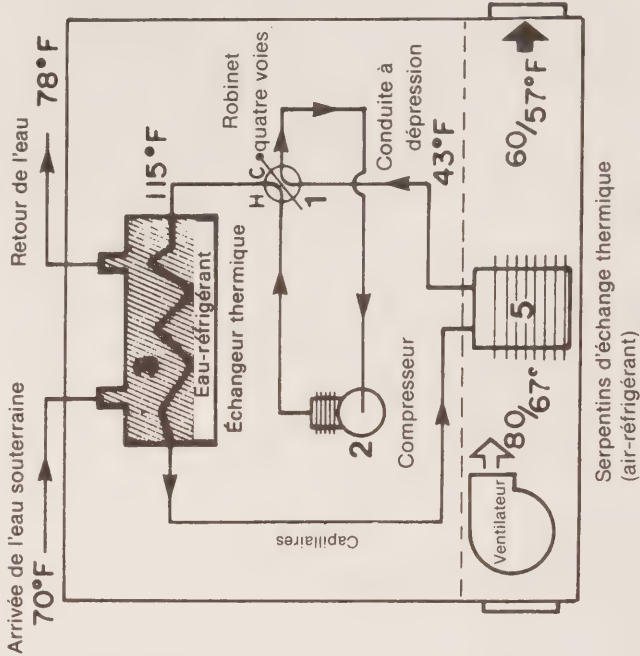 Arrivée de l'eau souterraine
70°F
Retour de l'eau
78°F
115°F
Eau-réfrigérant
Échangeur thermique
Robinet
quatre voies
H
C
1
Compresseur
2
Conduite à
dépression
43°F
Capillaires
Ventilateur
80/67°
5
60/57°F
Serpentins d'échange thermique
(air-réfrigérant)